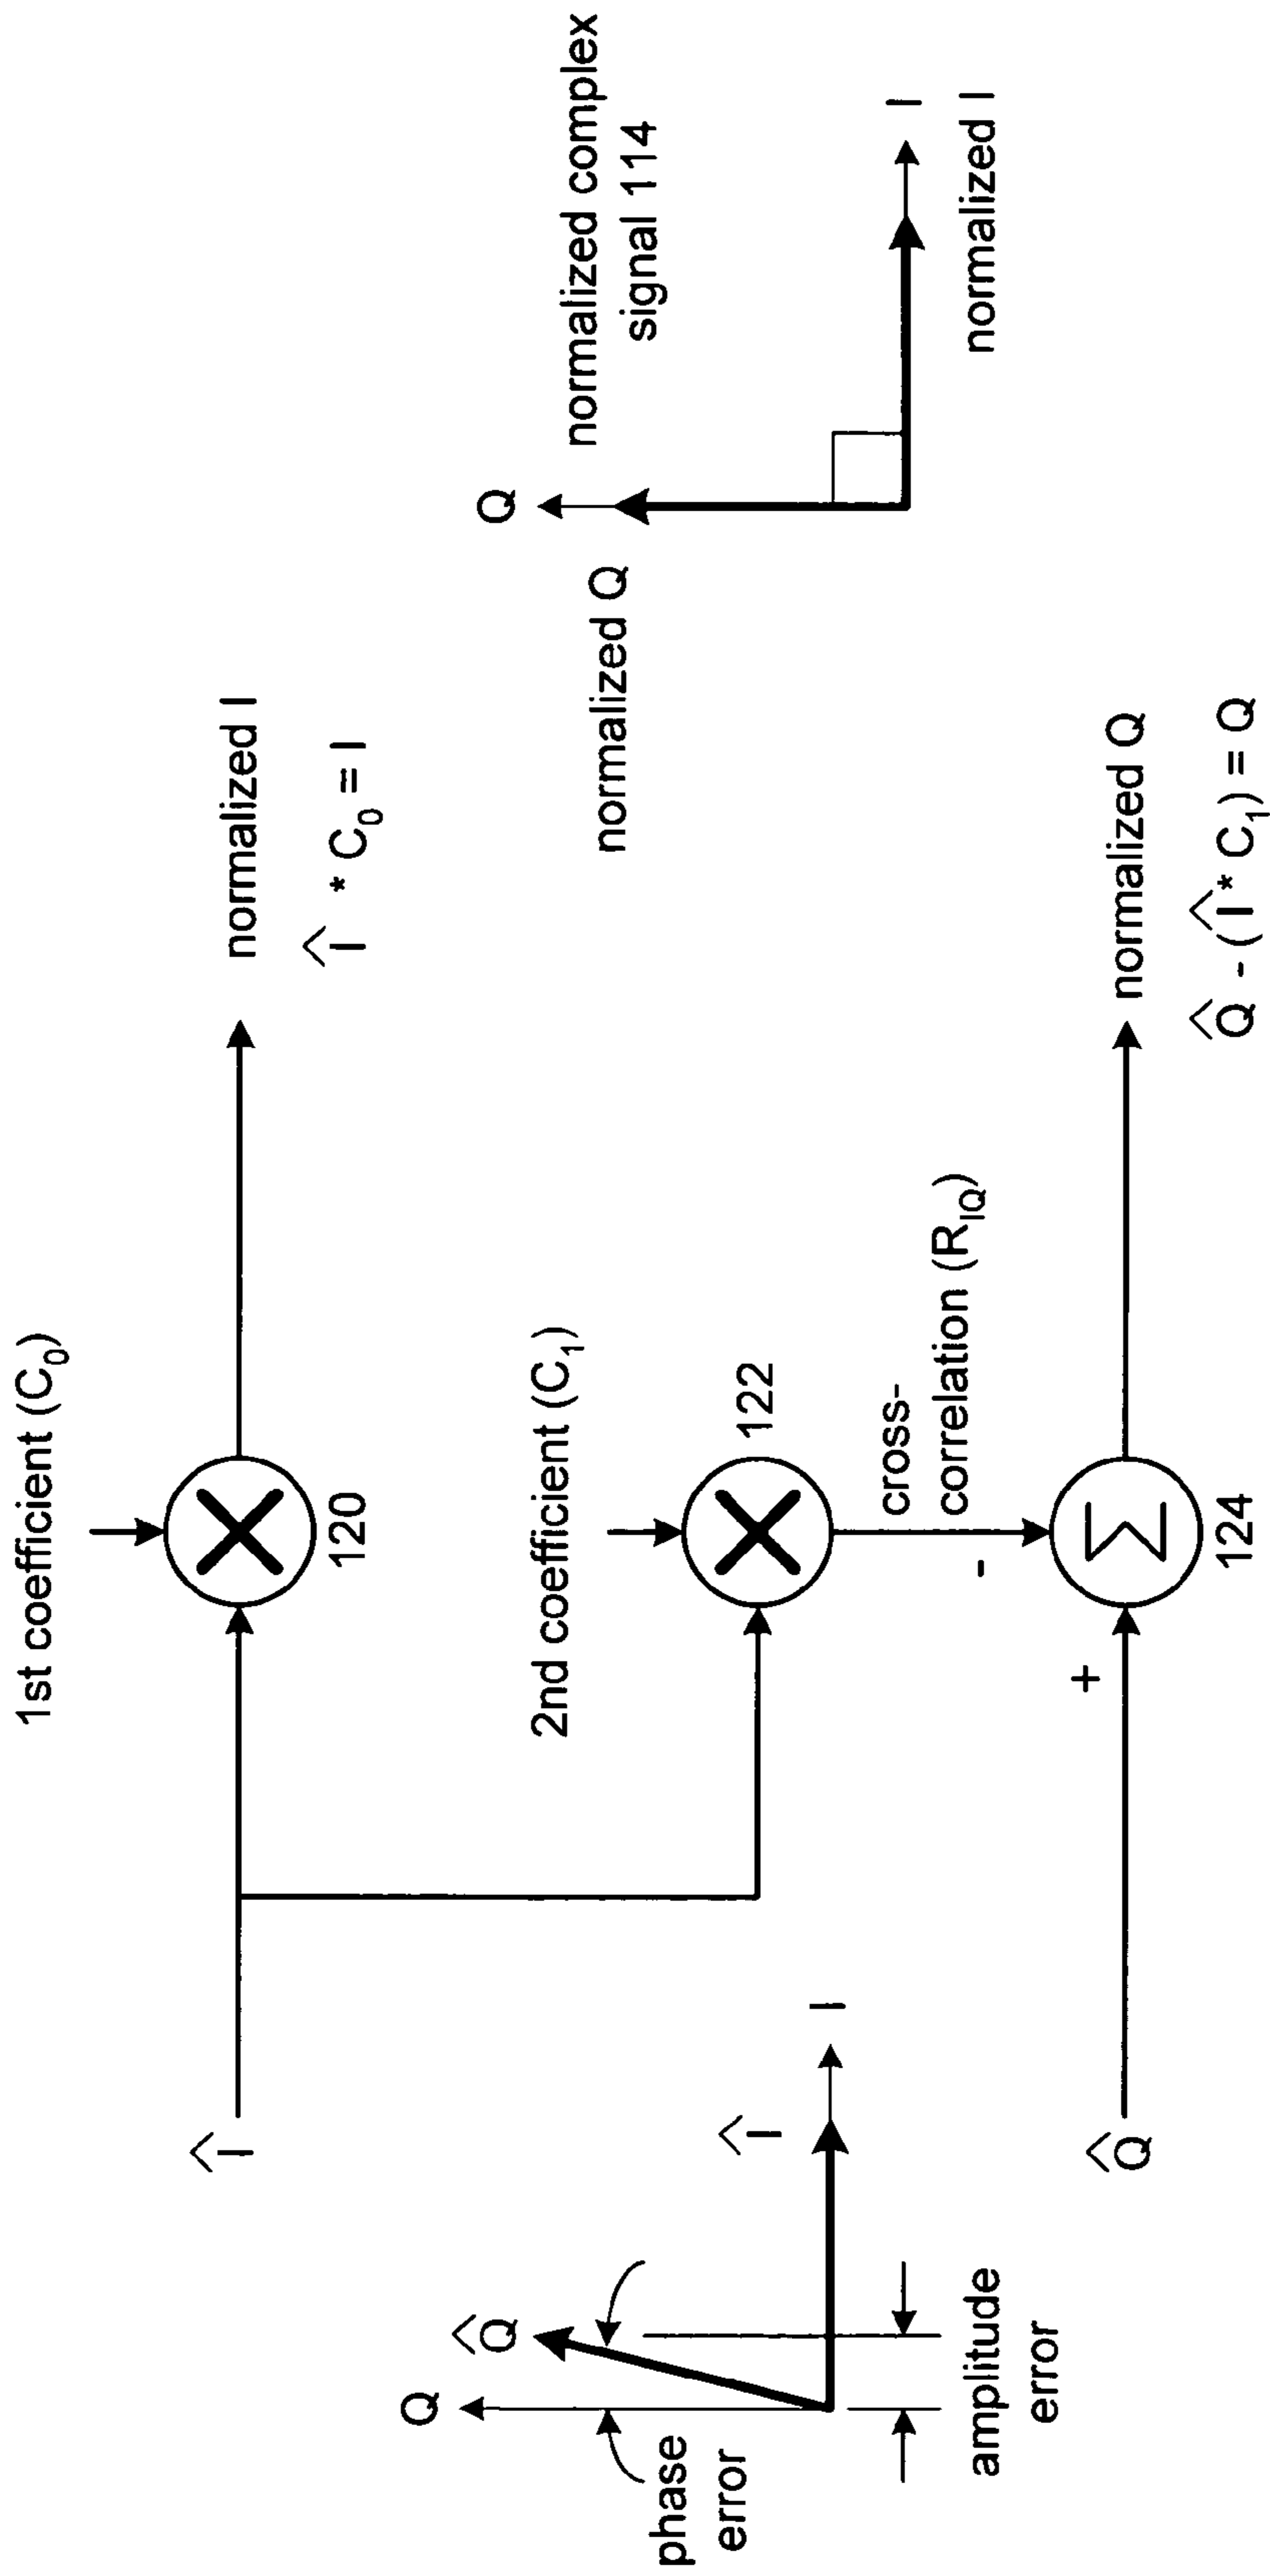 1st coefficient (C₀)
Î
120
normalized I
Î * C₀ = I
2nd coefficient (C₁)
122
cross-
correlation (R_IQ)
-
+
Q̂
124
normalized Q
Q̂ - (Î * C₁) = Q
Q
Q̂
phase
error
Î
I
amplitude
error
Q
normalized complex
signal 114
normalized Q
I
normalized I